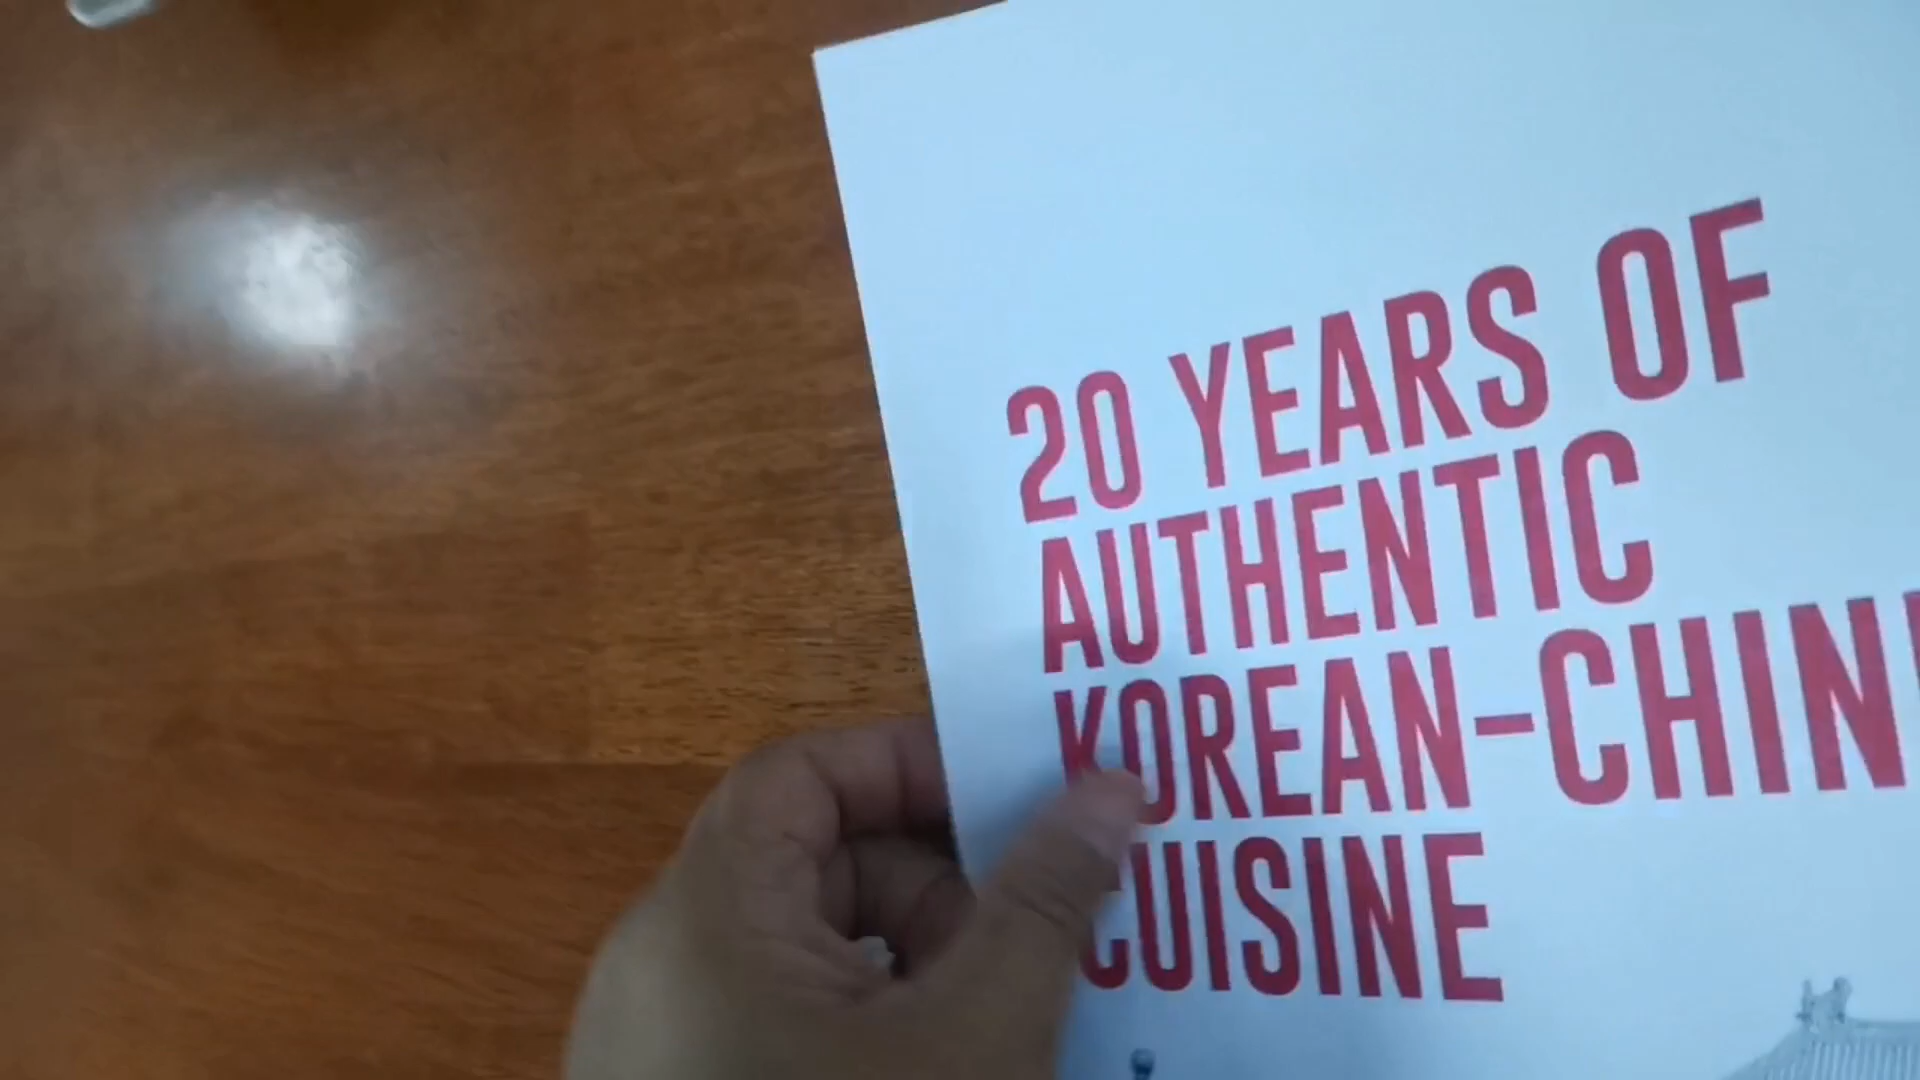 20 YEARS OF
AUTHENTIC
KOREAN-CHIN
CUISINE